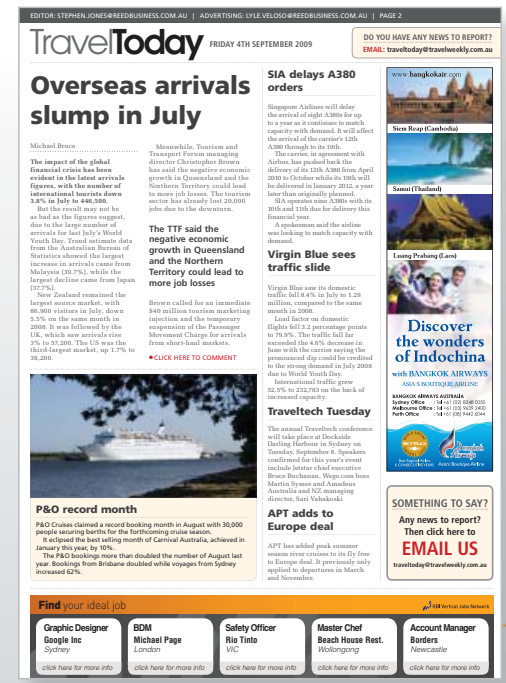 EDITOR: STEPHEN.JONES@REEDBUSINESS.COM.AU | ADVERTISING: LYLE.VELOSO@REEDBUSINESS.COM.AU | PAGE 2
TravelToday
FRIDAY 4TH SEPTEMBER 2009
DO YOU HAVE ANY NEWS TO REPORT?
EMAIL: traveltoday@travelweekly.com.au
Overseas arrivals
slump in July
Michael Bruce
The impact of the global
financial crisis has been
evident in the latest arrivals
figures, with the number of
international tourists down
3.8% in July to 446,500.
But the result may not be
as bad as the figures suggest,
due to the large number of
arrivals for last July's World
Youth Day. Trend estimate data
from the Australian Bureau of
Statistics showed the largest
increase in arrivals came from
Malaysia (39.7%), while the
largest decline came from Japan
(37.7%).
New Zealand remained the
largest source market, with
86,900 visitors in July, down
5.5% on the same month in
2008. It was followed by the
UK, which saw arrivals rise
3% to 57,200. The US was the
third-largest market, up 1.7% to
38,200.
Meanwhile, Tourism and
Transport Forum managing
director Christopher Brown
has said the negative economic
growth in Queensland and the
Northern Territory could lead
to more job losses. The tourism
sector has already lost 20,000
jobs due to the downturn.
The TTF said the
negative economic
growth in Queensland
and the Northern
Territory could lead to
more job losses
Brown called for an immediate
$40 million tourism marketing
injection and the temporary
suspension of the Passenger
Movement Charge for arrivals
from short-haul markets.
CLICK HERE TO COMMENT
P&O record month
P&O Cruises claimed a record booking month in August with 30,000
people securing berths for the forthcoming cruise season.
It eclipsed the best selling month of Carnival Australia, achieved in
January this year, by 10%.
The P&O bookings more than doubled the number of August last
year. Bookings from Brisbane doubled while voyages from Sydney
increased 62%.
SIA delays A380
orders
Singapore Airlines will delay
the arrival of eight A380s for up
to a year as it continues to match
capacity with demand. It will affect
the arrival of the carrier's 12th
A380 through to its 19th.
The carrier, in agreement with
Airbus, has pushed back the
delivery of its 12th A380 from April
2010 to October while its 19th will
be delivered in January 2012, a year
later than originally planned.
SIA operates nine A380s with its
10th and 11th due for delivery this
financial year.
A spokesman said the airline
was looking to match capacity with
demand.
Virgin Blue sees
traffic slide
Virgin Blue saw its domestic
traffic fall 8.4% in July to 1.29
million, compared to the same
month in 2008.
Load factor on domestic
flights fell 3.2 percentage points
to 79.9%. The traffic fall far
exceeded the 4.6% decrease in
June with the carrier saying the
pronounced dip could be credited
to the strong demand in July 2008
due to World Youth Day.
International traffic grew
52.5% to 232,783 on the back of
increased capacity.
Traveltech Tuesday
The annual Traveltech conference
will take place at Dockside
Darling Harbour in Sydney on
Tuesday, September 8. Speakers
confirmed for this year's event
include Jetstar chief executive
Bruce Buchanan, Wego.com boss
Martin Symes and Amadeus
Australia and NZ managing
director, Sari Vahakoski
APT adds to
Europe deal
APT has added peak summer
season river cruises to its fly free
to Europe deal. It previously only
applied to departures in March
and November.
www.bangkokair.com
Siem Reap (Cambodia)
Samui (Thailand)
Luang Prabang (Laos)
Discover
the wonders
of Indochina
with BANGKOK AIRWAYS
ASIA'S BOUTIQUE AIRLINE
BANGKOK AIRWAYS AUSTRALIA
Sydney Office : Tel +61 (02) 8248 0050
Melbourne Office : Tel +61 (03) 9639 2400
Perth Office : Tel +61 (08) 9442 6044
SKYTRAX
Bangkok
Airways
Asia's Boutique Airline
SOMETHING TO SAY?
Any news to report?
Then click here to
EMAIL US
traveltoday@travelweekly.com.au
Find your ideal job
RBI Vertical Jobs Network
Graphic Designer
Google Inc
Sydney
click here for more info
BDM
Michael Page
London
click here for more info
Safety Officer
Rio Tinto
VIC
click here for more info
Master Chef
Beach House Rest.
Wollongong
click here for more info
Account Manager
Borders
Newcastle
click here for more info